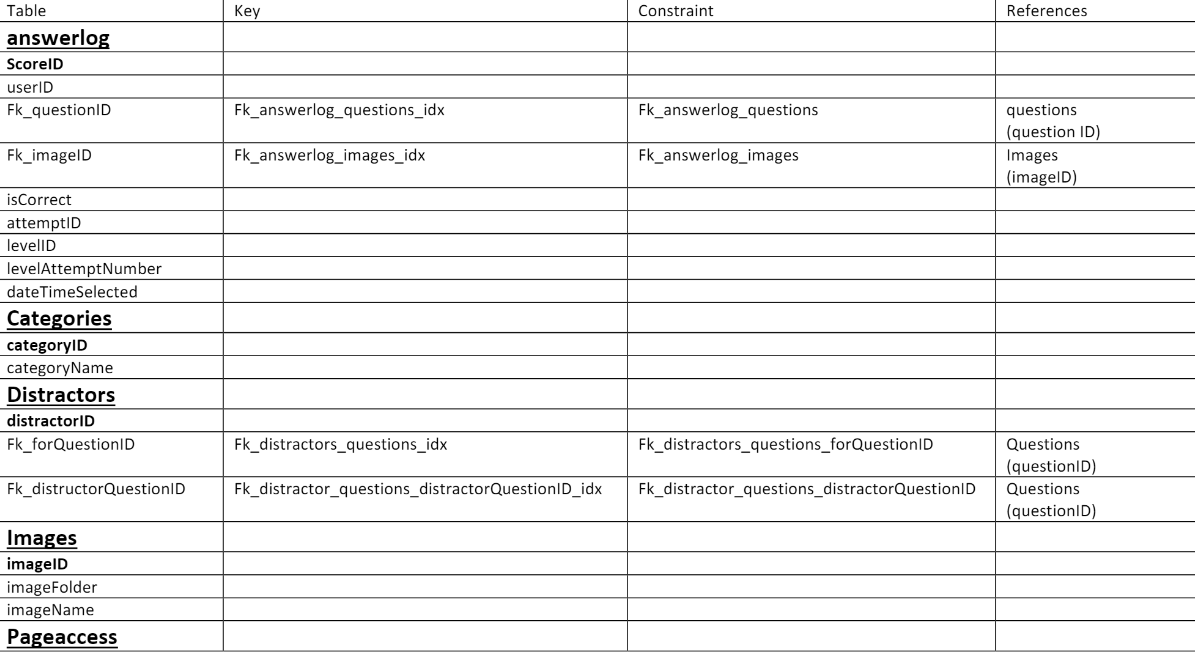 Table Key Constraint References
answerlog
ScoreID
userID
Fk_questionID Fk_answerlog_questions_idx Fk_answerlog_questions questions
(question ID)
Fk_imageID Fk_answerlog_images_idx Fk_answerlog_images Images
(imageID)
isCorrect
attemptID
levelID
levelAttemptNumber
dateTimeSelected
Categories
categoryID
categoryName
Distractors
distractorID
Fk_forQuestionID Fk_distractors_questions_idx Fk_distractors_questions_forQuestionID Questions
(questionID)
Fk_distructorQuestionID Fk_distractor_questions_distractorQuestionID_idx Fk_distractor_questions_distractorQuestionID Questions
(questionID)
Images
imageID
imageFolder
imageName
Pageaccess